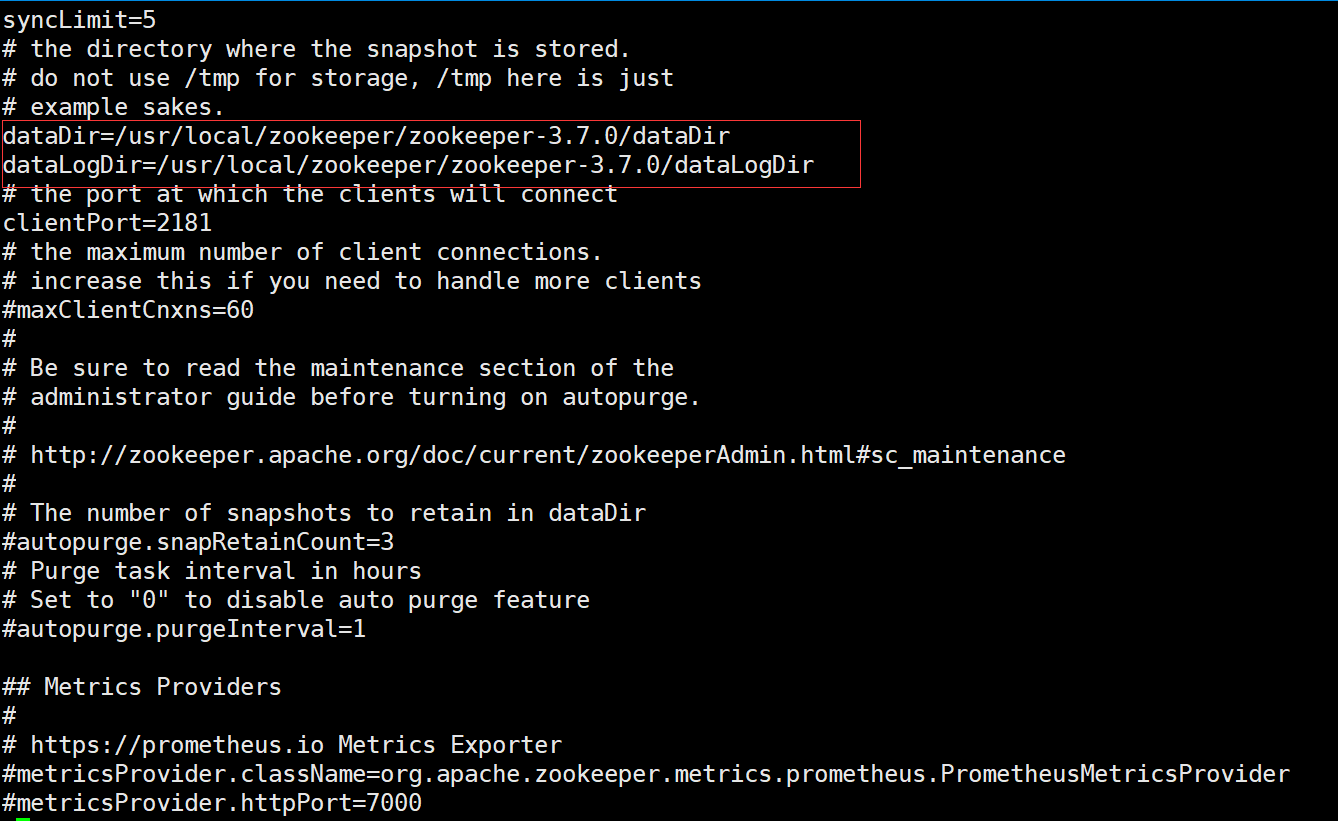 syncLimit=5
# the directory where the snapshot is stored.
# do not use /tmp for storage, /tmp here is just
# example sakes.
dataDir=/usr/local/zookeeper/zookeeper-3.7.0/dataDir
dataLogDir=/usr/local/zookeeper/zookeeper-3.7.0/dataLogDir
# the port at which the clients will connect
clientPort=2181
# the maximum number of client connections.
# increase this if you need to handle more clients
#maxClientCnxns=60
#
# Be sure to read the maintenance section of the
# administrator guide before turning on autopurge.
#
# http://zookeeper.apache.org/doc/current/zookeeperAdmin.html#sc_maintenance
#
# The number of snapshots to retain in dataDir
#autopurge.snapRetainCount=3
# Purge task interval in hours
# Set to "0" to disable auto purge feature
#autopurge.purgeInterval=1

## Metrics Providers
#
# https://prometheus.io Metrics Exporter
#metricsProvider.className=org.apache.zookeeper.metrics.prometheus.PrometheusMetricsProvider
#metricsProvider.httpPort=7000